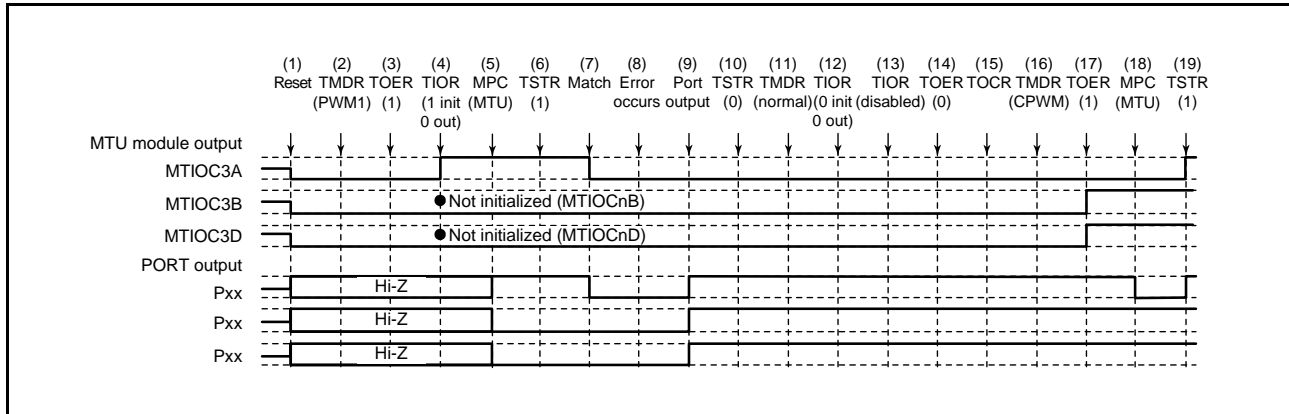 (1) (2) (3) (4) (5) (6) (7) (8) (9) (10) (11) (12) (13) (14) (15) (16) (17) (18) (19)
Reset TMDR TOER TIOR MPC TSTR Match Error Port TSTR TMDR TIOR TIOR TOER TOCR TMDR TOER MPC TSTR
(PWM1) (1) (1 init (MTU) (1) occurs output (0) (normal) (0 init (disabled) (0) (CPWM) (1) (MTU) (1)
0 out) 0 out)
MTU module output
MTIOC3A
MTIOC3B ●Not initialized (MTIOCnB)
MTIOC3D ●Not initialized (MTIOCnD)
PORT output
Pxx Hi-Z
Pxx Hi-Z
Pxx Hi-Z